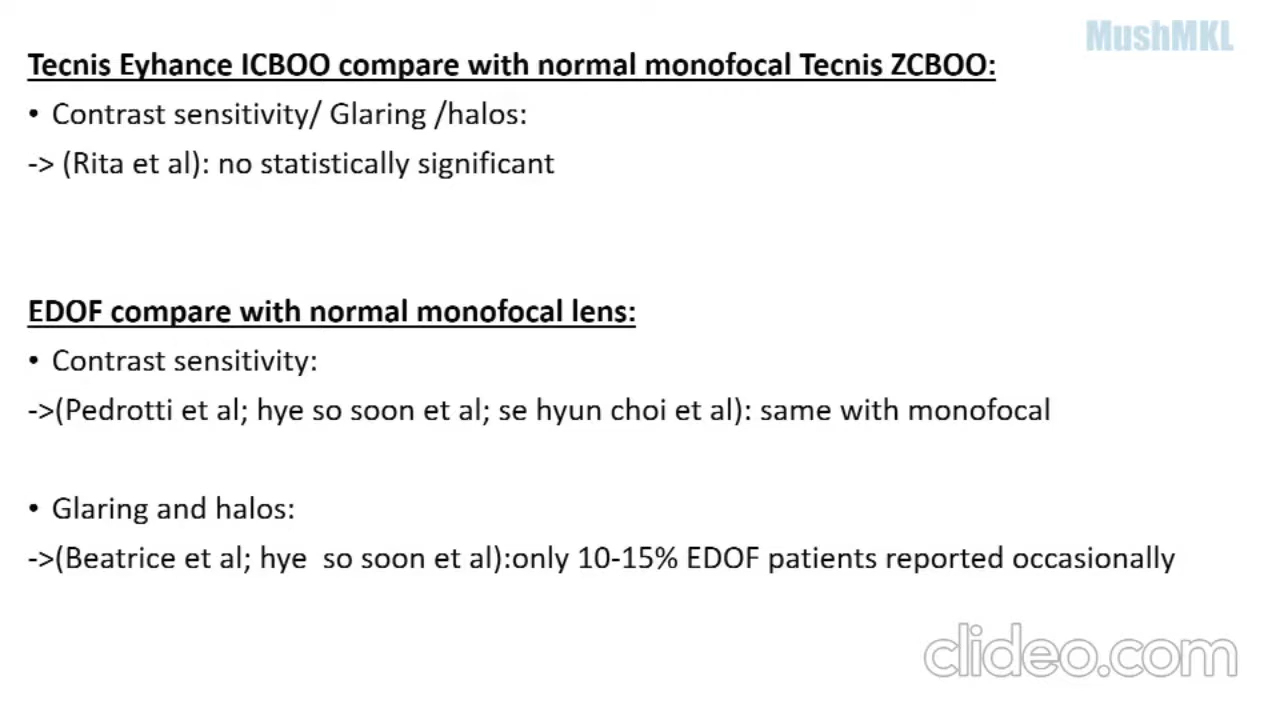 MushMKL
Tecnis Eyhance ICBOO compare with normal monofocal Tecnis ZCBOO:
• Contrast sensitivity/ Glaring /halos:
-> (Rita et al): no statistically significant
EDOF compare with normal monofocal lens:
• Contrast sensitivity:
->(Pedrotti et al; hye so soon et al; se hyun choi et al): same with monofocal
• Glaring and halos:
->(Beatrice et al; hye  so soon et al):only 10-15% EDOF patients reported occasionally
clideo.com